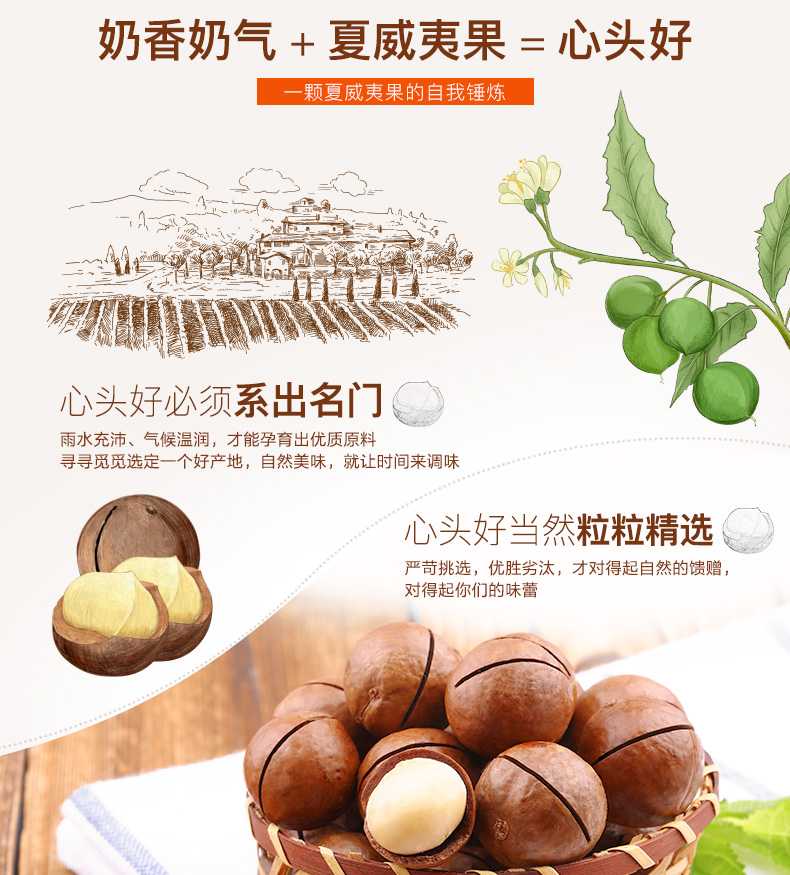 奶香奶气 + 夏威夷果 = 心头好
一颗夏威夷果的自我锤炼
心头好必须系出名门
雨水充沛、气候温润，才能孕育出优质原料
寻寻觅觅选定一个好产地，自然美味，就让时间来调味
心头好当然粒粒精选
严苛挑选，优胜劣汰，才对得起自然的馈赠，
对得起你们的味蕾